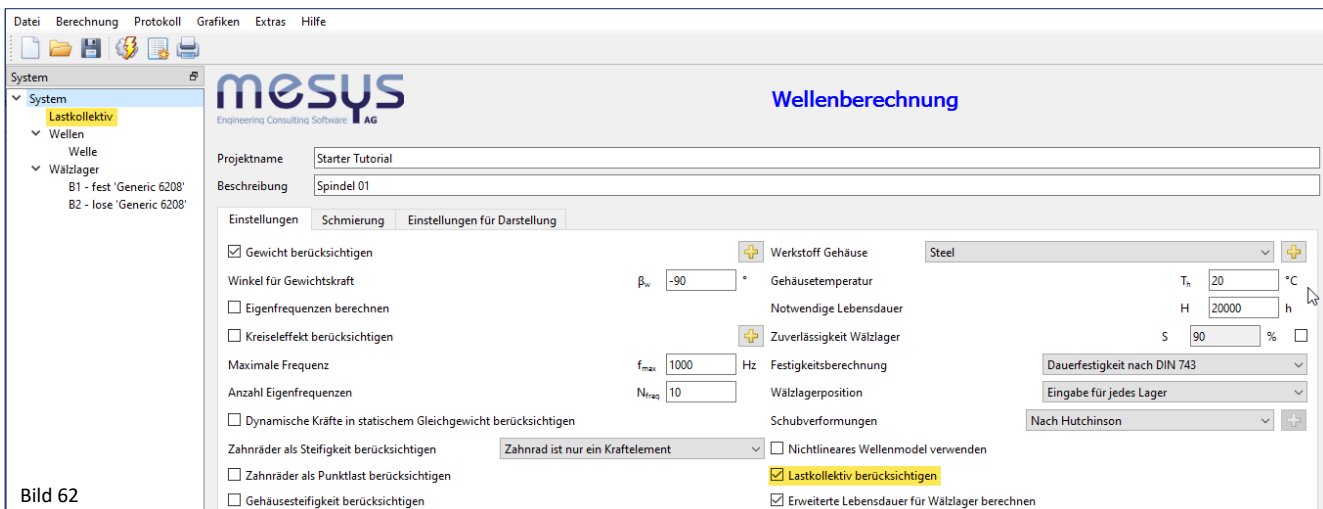 Datei Berechnung Protokoll Grafiken Extras Hilfe
System
System
Lastkollektiv
Wellen
Welle
Wälzlager
B1 - fest 'Generic 6208'
B2 - lose 'Generic 6208'
mesys
Engineering Consulting Software AG
Wellenberechnung
Projektname Starter Tutorial
Beschreibung Spindel 01
Einstellungen Schmierung Einstellungen für Darstellung
Gewicht berücksichtigen Werkstoff Gehäuse Steel
Winkel für Gewichtskraft βw -90 ° Gehäusetemperatur Th 20 °C
Eigenfrequenzen berechnen Notwendige Lebensdauer H 20000 h
Kreiseleffekt berücksichtigen Zuverlässigkeit Wälzlager S 90 %
Maximale Frequenz fmax 1000 Hz Festigkeitsberechnung Dauerfestigkeit nach DIN 743
Anzahl Eigenfrequenzen Nfreq 10 Wälzlagerposition Eingabe für jedes Lager
Dynamische Kräfte in statischem Gleichgewicht berücksichtigen Schubverformungen Nach Hutchinson
Zahnräder als Steifigkeit berücksichtigen Zahnrad ist nur ein Kraftelement Nichtlineares Wellenmodel verwenden
Zahnräder als Punktlast berücksichtigen Lastkollektiv berücksichtigen
Gehäusesteifigkeit berücksichtigen Erweiterte Lebensdauer für Wälzlager berechnen
Bild 62